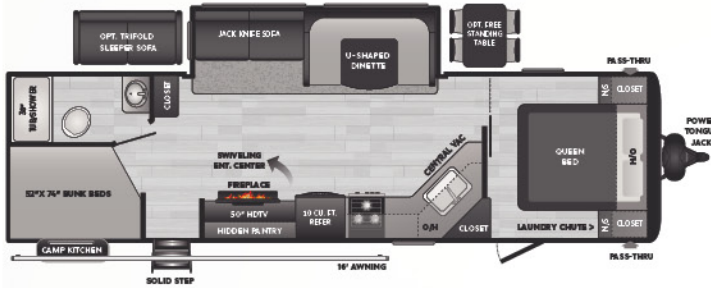 OPT. TRIFOLD
SLEEPER SOFA
JACK KNIFE SOFA
U-SHAPED
DINETTE
OPT. FREE
STANDING
TABLE
PASS-THRU
TUB/SHOWER
CLOSET
N/S
CLOSET
POWER
TONGUE
JACK
CENTRAL VAC
SWIVELING
ENT. CENTER
QUEEN
BED
H/O
52"X 74" BUNK BEDS
FIREPLACE
50" HDTV
HIDDEN PANTRY
10 CU. FT.
REFER
O/H
CLOSET
LAUNDRY CHUTE >
N/S
CLOSET
CAMP KITCHEN
SOLID STEP
16' AWNING
PASS-THRU